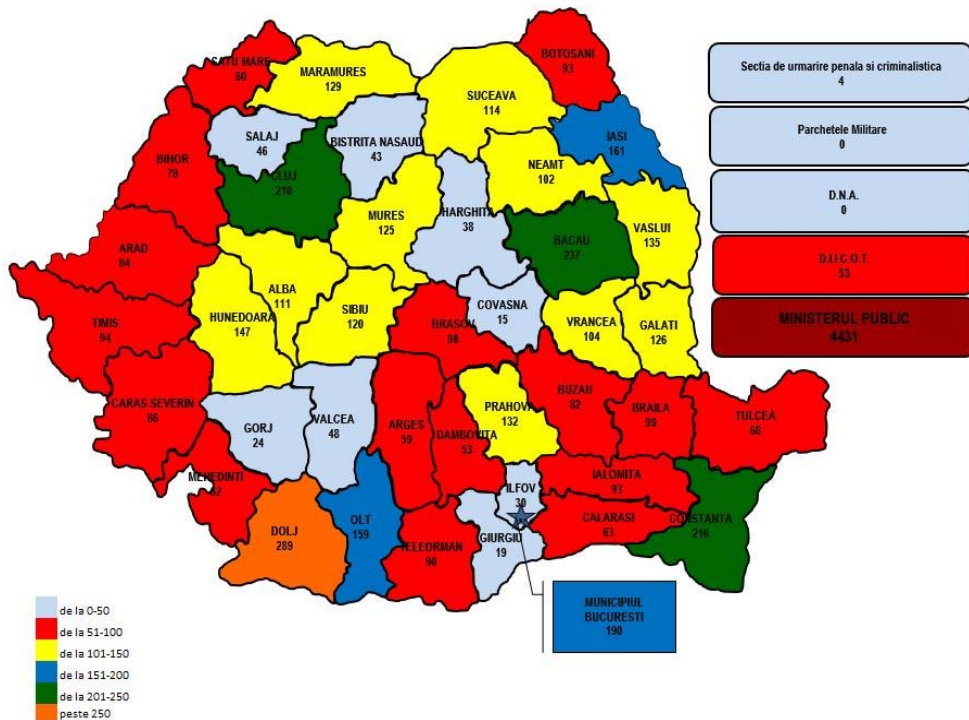 SATU MARE
60
MARAMURES
129
SUCEAVA
114
BOTOSANI
93
Sectia de urmarire penala si criminalistica
4
Parchetele Militare
0
D.N.A.
0
D.I.I.C.O.T.
53
MINISTERUL PUBLIC
4431
SALAJ
46
BISTRITA NASAUD
43
IASI
161
BIHOR
78
CLUJ
210
NEAMT
102
MURES
125
HARGHITA
38
BACAU
237
VASLUI
135
ARAD
84
ALBA
111
HUNEDOARA
147
SIBIU
120
BRASOV
90
COVASNA
15
VRANCEA
104
GALATI
126
TIMIS
94
CARAS SEVERIN
86
GORJ
24
VALCEA
48
ARGES
59
DAMBOVITA
53
PRAHOVA
132
BUZAU
82
BRAILA
99
TULCEA
68
MEHEDINTI
62
DOLJ
289
OLT
159
TELEORMAN
90
GIURGIU
19
ILFOV
30
IALOMITA
93
CALARASI
63
CONSTANTA
216
MUNICIPIUL
BUCURESTI
190
de la 0-50
de la 51-100
de la 101-150
de la 151-200
de la 201-250
peste 250